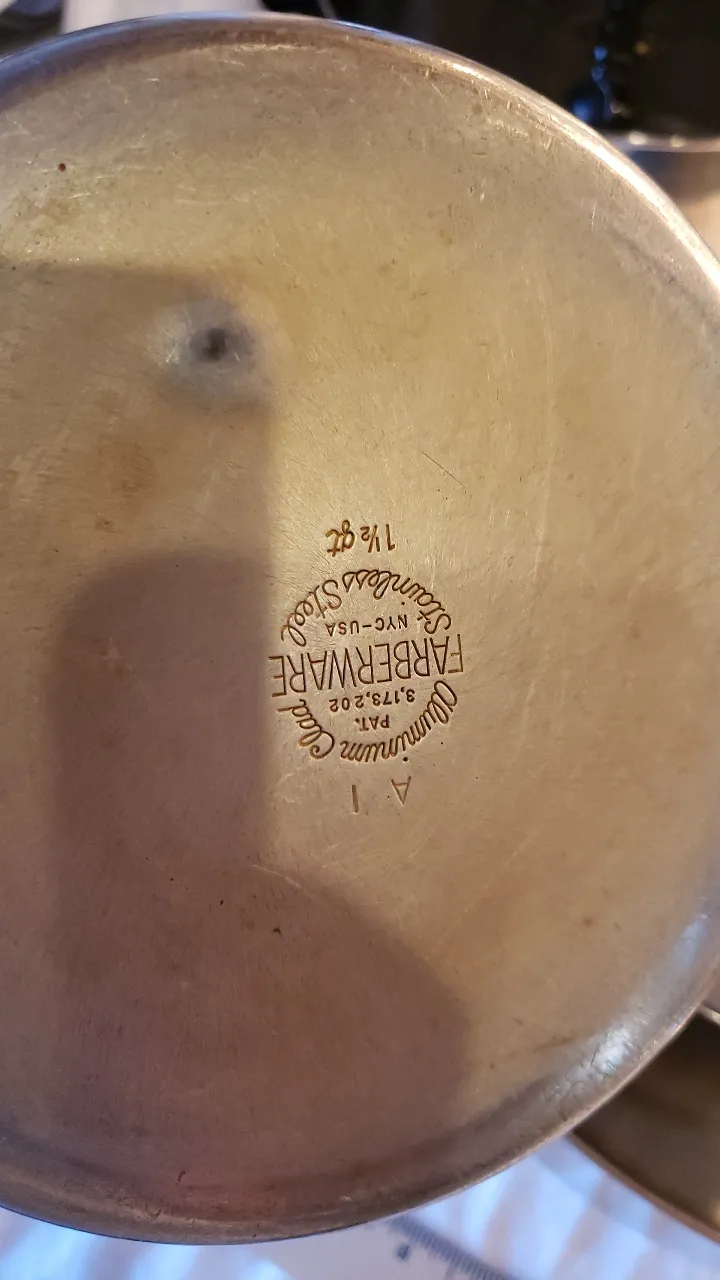 A I
Aluminum Clad
PAT.
3,173,202
FARBERWARE
NYC-USA
Stainless Steel
1½ qt